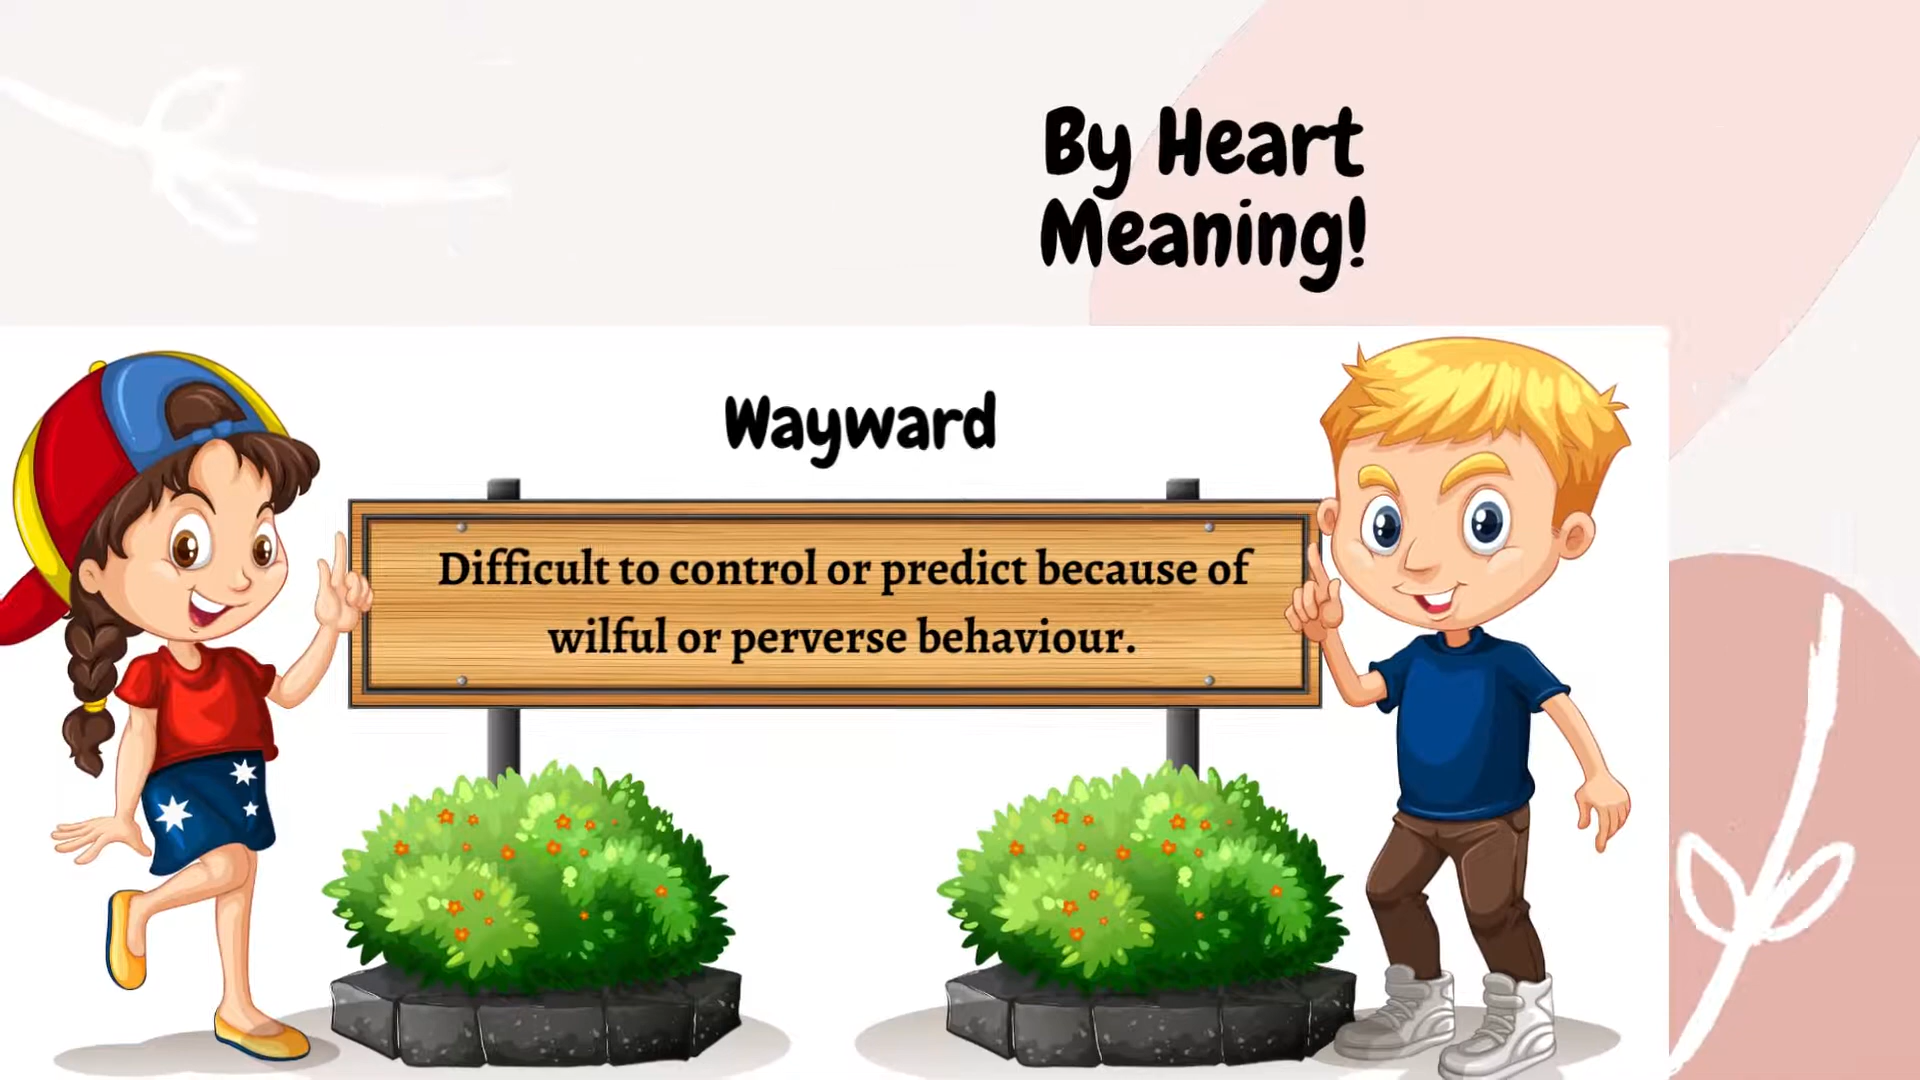 By Heart
Meaning!
Wayward
Difficult to control or predict because of
wilful or perverse behaviour.